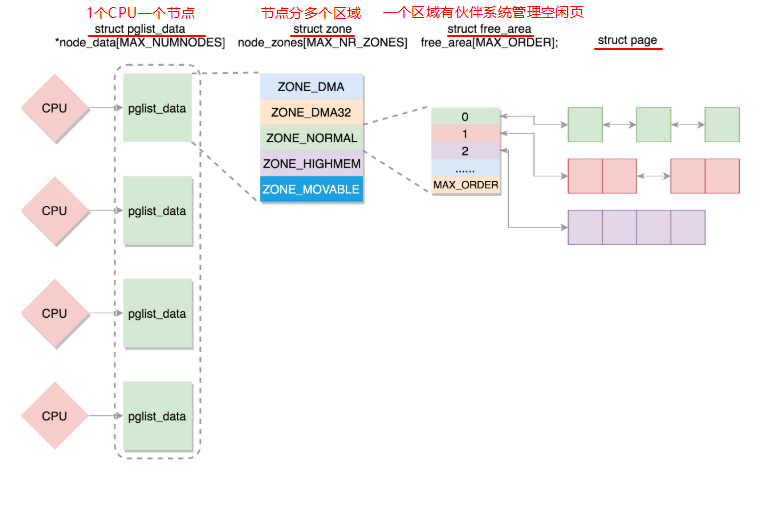 1个CPU一个节点
节点分多个区域
一个区域有伙伴系统管理空闲页
struct pglist_data
*node_data[MAX_NUMNODES]
struct zone
node_zones[MAX_NR_ZONES]
struct free_area
free_area[MAX_ORDER];
struct page
CPU
pglist_data
ZONE_DMA
ZONE_DMA32
ZONE_NORMAL
ZONE_HIGHMEM
ZONE_MOVABLE
0
1
2
......
MAX_ORDER
CPU
pglist_data
CPU
pglist_data
CPU
pglist_data